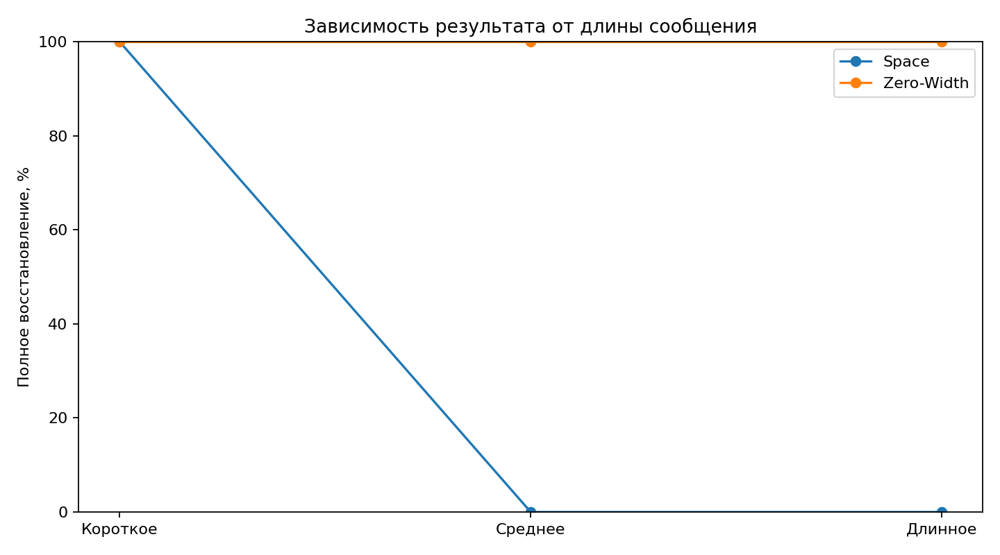 Зависимость результата от длины сообщения
Полное восстановление, %
100
80
60
40
20
0
Space
Zero-Width
Короткое
Среднее
Длинное